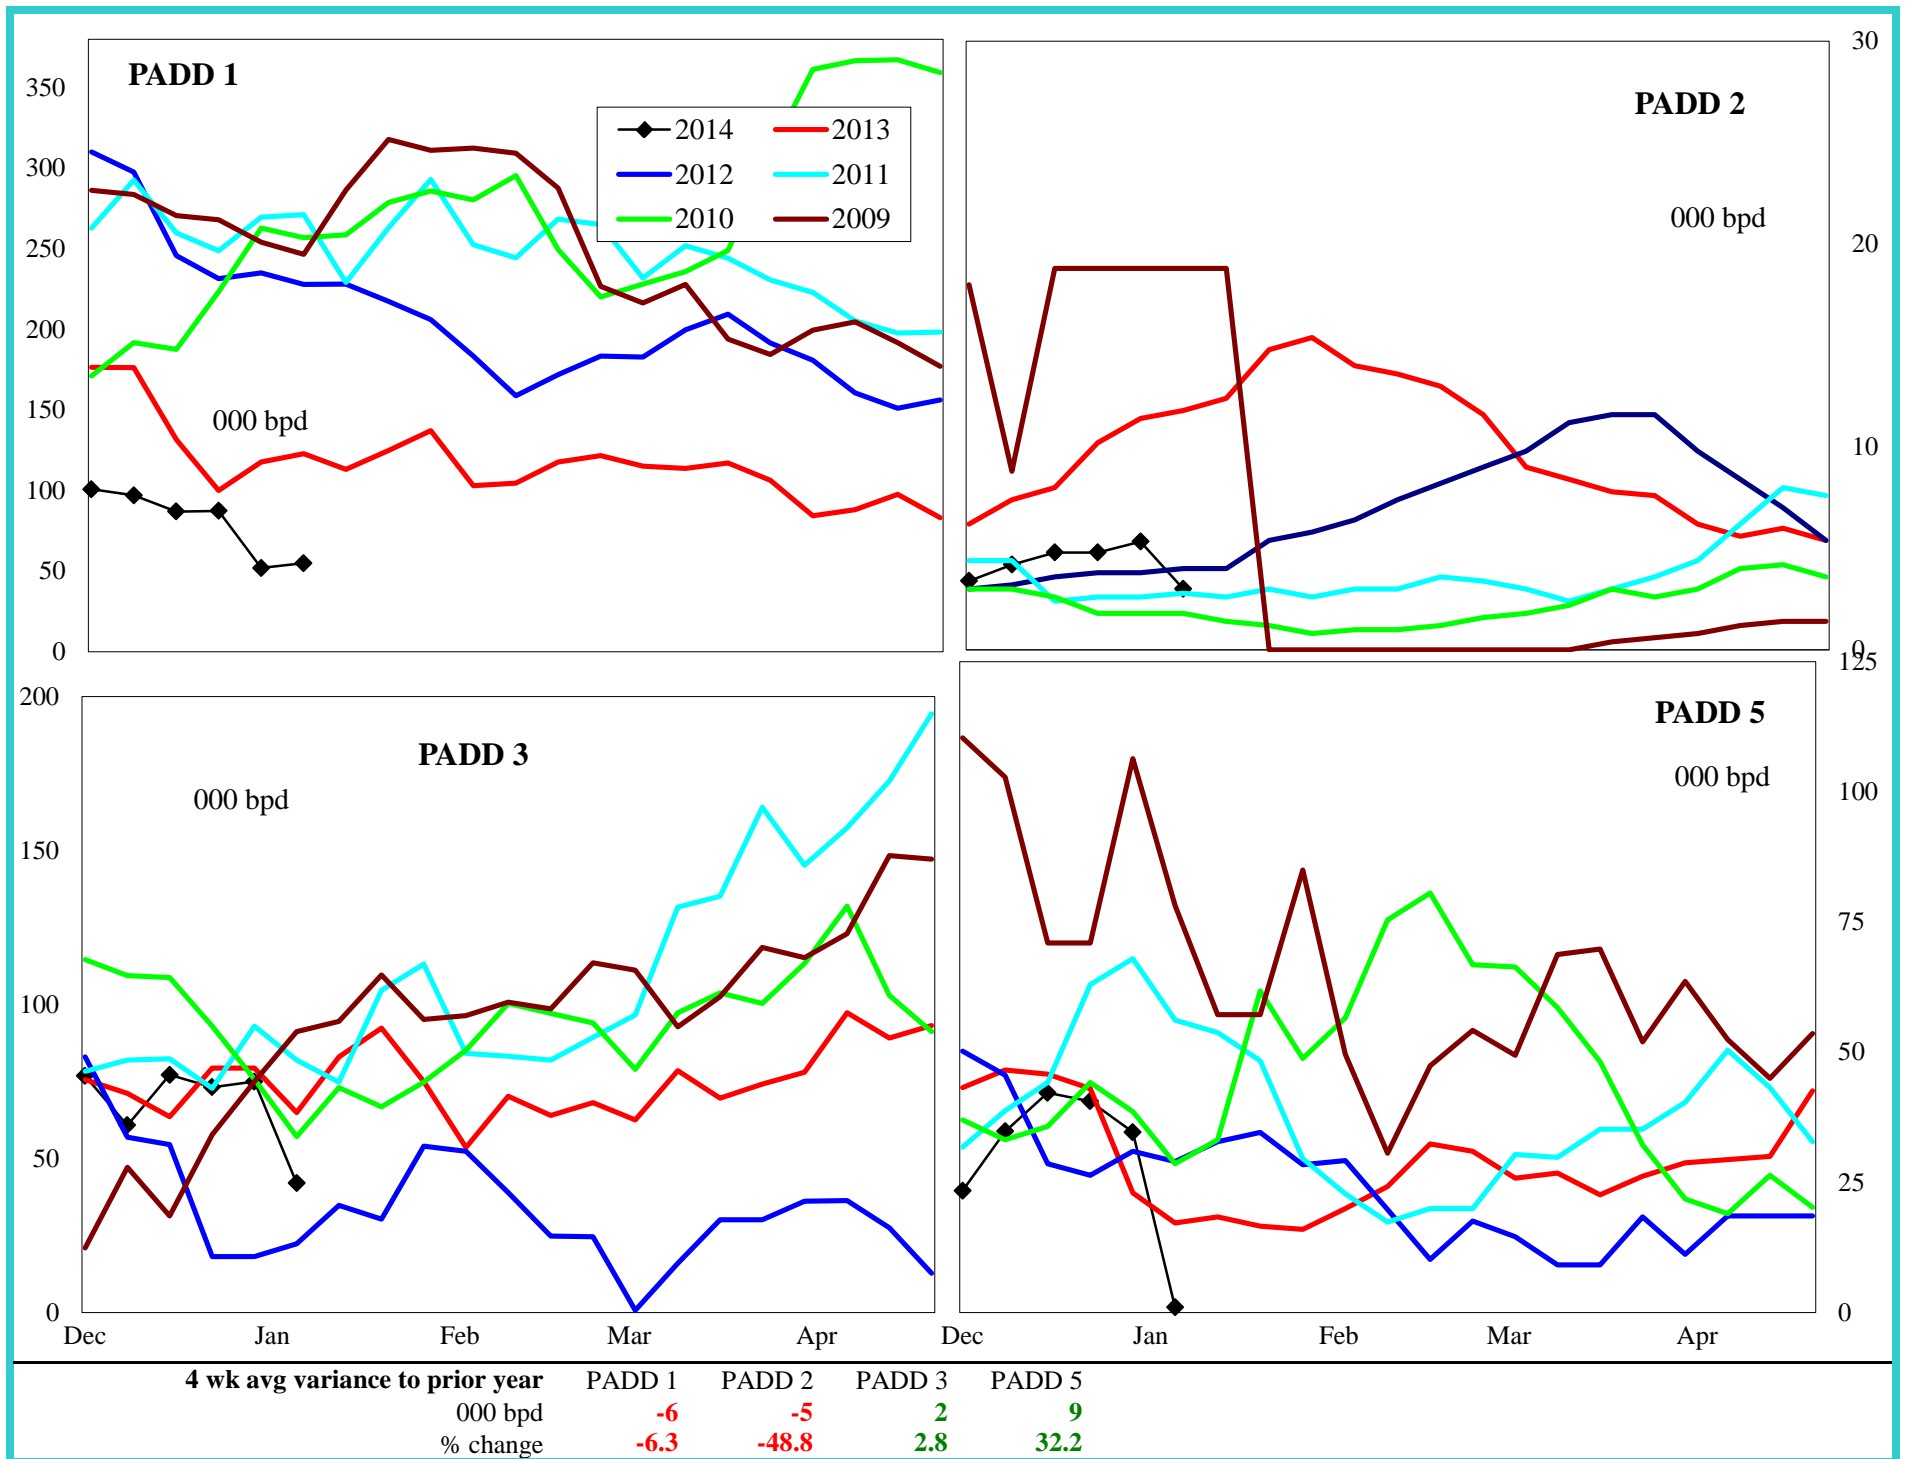 PADD 1
350
300
250
200
150
100
50
0
000 bpd
2014 2013
2012 2011
2010 2009
PADD 2
000 bpd
30
20
10
0
PADD 3
000 bpd
200
150
100
50
0
Dec Jan Feb Mar Apr
PADD 5
000 bpd
125
100
75
50
25
0
Dec Jan Feb Mar Apr
4 wk avg variance to prior year PADD 1 PADD 2 PADD 3 PADD 5
000 bpd -6 -5 2 9
% change -6.3 -48.8 2.8 32.2